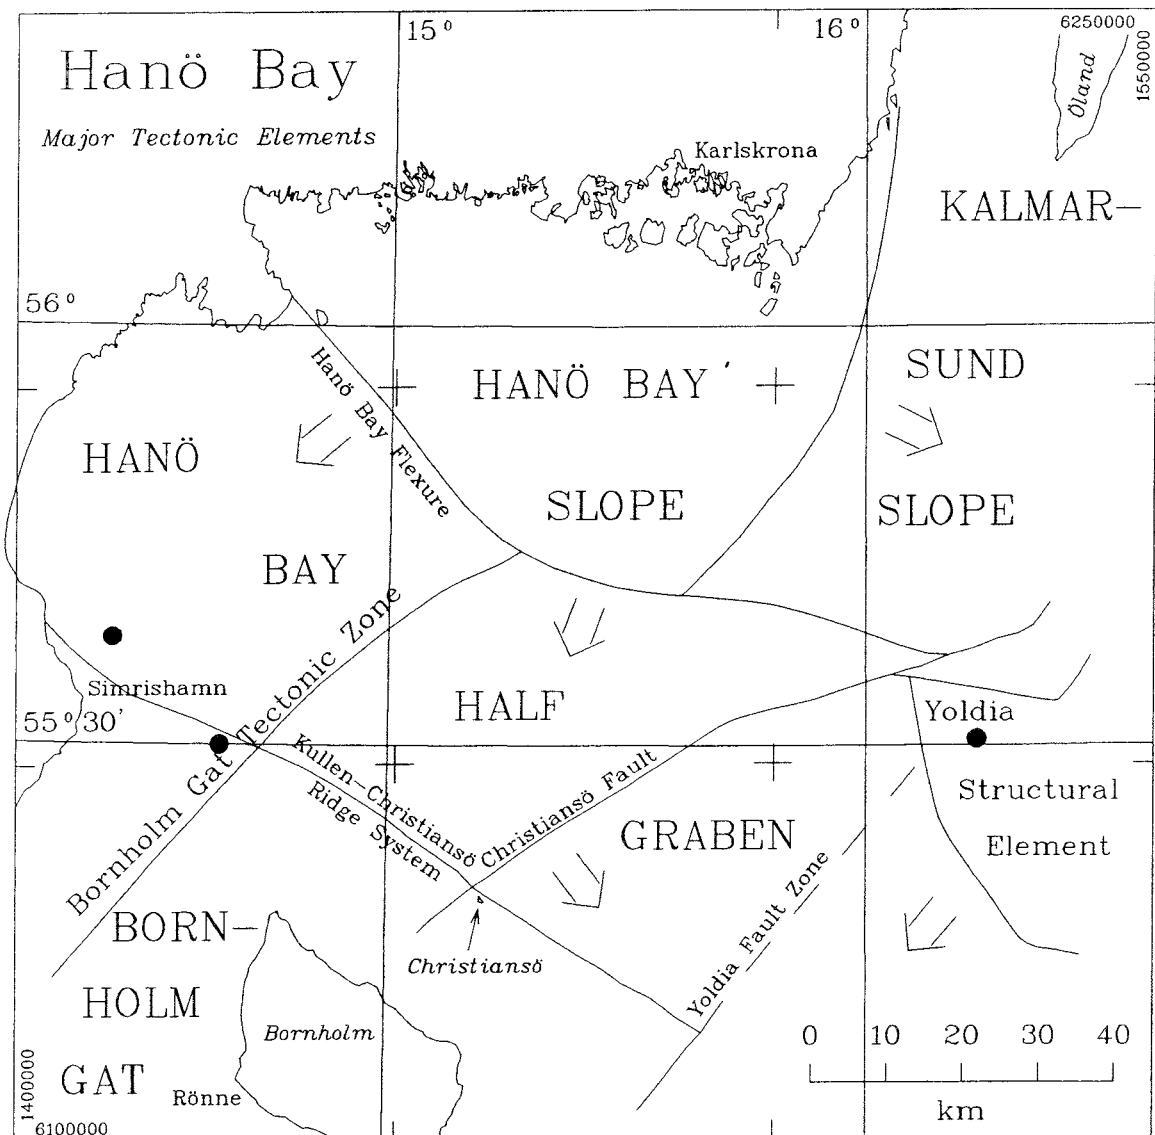 15°
16°
6250000
1550000
Hanö Bay
Öland
Major Tectonic Elements
Karlskrona
KALMAR–
56°
Hanö Bay Flexure
HANÖ BAY
SUND
HANÖ
SLOPE
SLOPE
BAY
Bornholm Gat Tectonic Zone
Simrishamn
HALF
55°30'
Yoldia
Kullen–Christiansö
Ridge System
Christiansö Fault
Structural
GRABEN
Element
Yoldia Fault Zone
BORN–
Christiansö
HOLM
Bornholm
0 10 20 30 40
GAT
Rönne
km
1400000
6100000